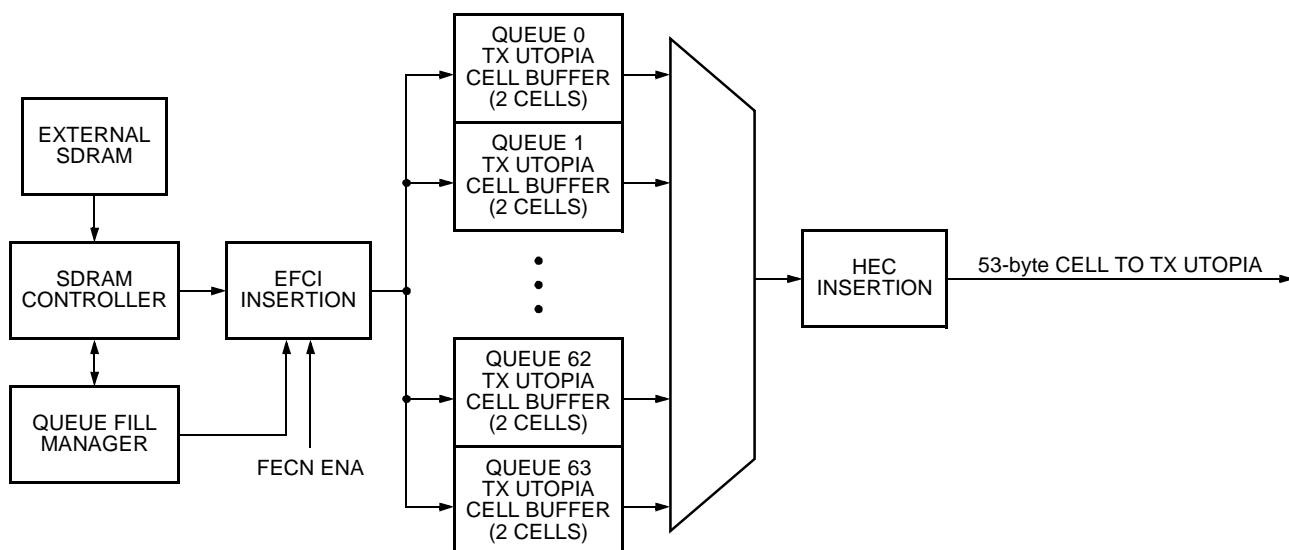 QUEUE 0
TX UTOPIA
CELL BUFFER
(2 CELLS)
EXTERNAL
SDRAM
QUEUE 1
TX UTOPIA
CELL BUFFER
(2 CELLS)
SDRAM
CONTROLLER
EFCI
INSERTION
HEC
INSERTION
53-byte CELL TO TX UTOPIA
QUEUE FILL
MANAGER
FECN ENA
QUEUE 62
TX UTOPIA
CELL BUFFER
(2 CELLS)
QUEUE 63
TX UTOPIA
CELL BUFFER
(2 CELLS)